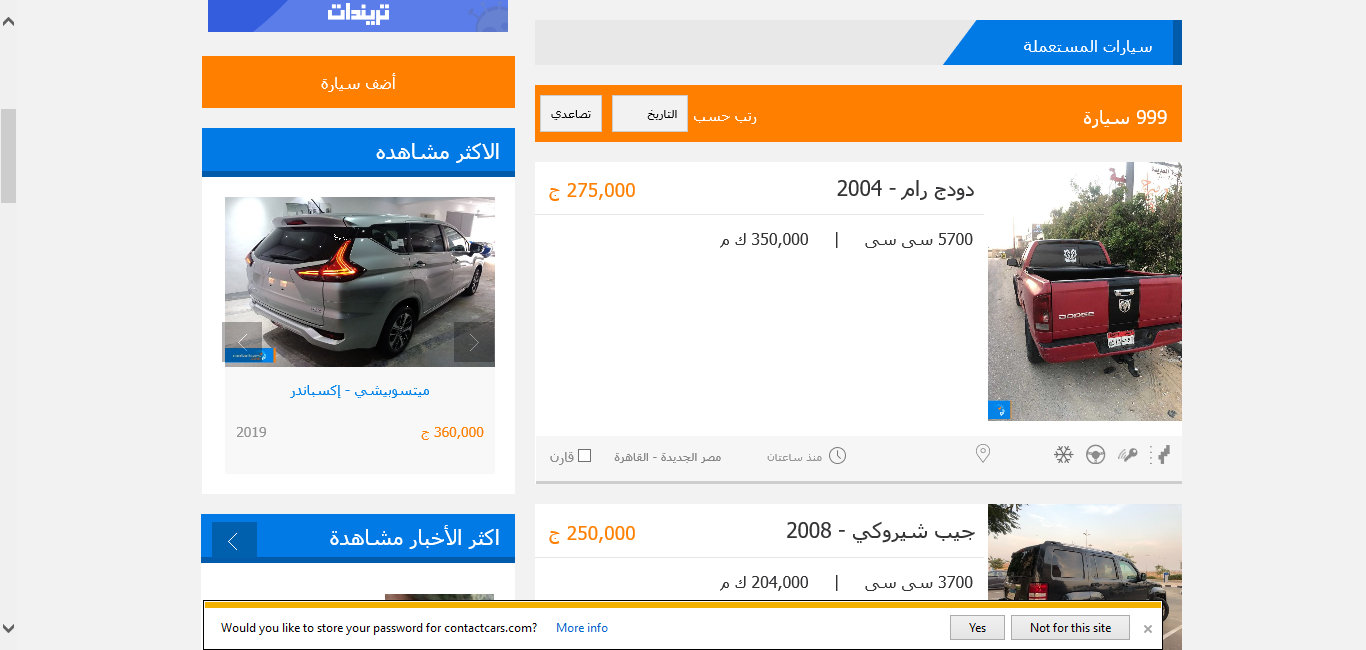 تريندات
سيارات المستعملة
أضف سيارة
999 سيارة
رتب حسب
التاريخ
تصاعدي
الاكثر مشاهده
ميتسوبيشي - إكسباندر
360,000 ج
2019
اكثر الأخبار مشاهدة
دودج رام - 2004
275,000 ج
5700 سى سى | 350,000 ك م
DODGE
منذ ساعتان
مصر الجديدة - القاهرة
قارن
جيب شيروكي - 2008
250,000 ج
3700 سى سى | 204,000 ك م
Would you like to store your password for contactcars.com? More info
Yes
Not for this site